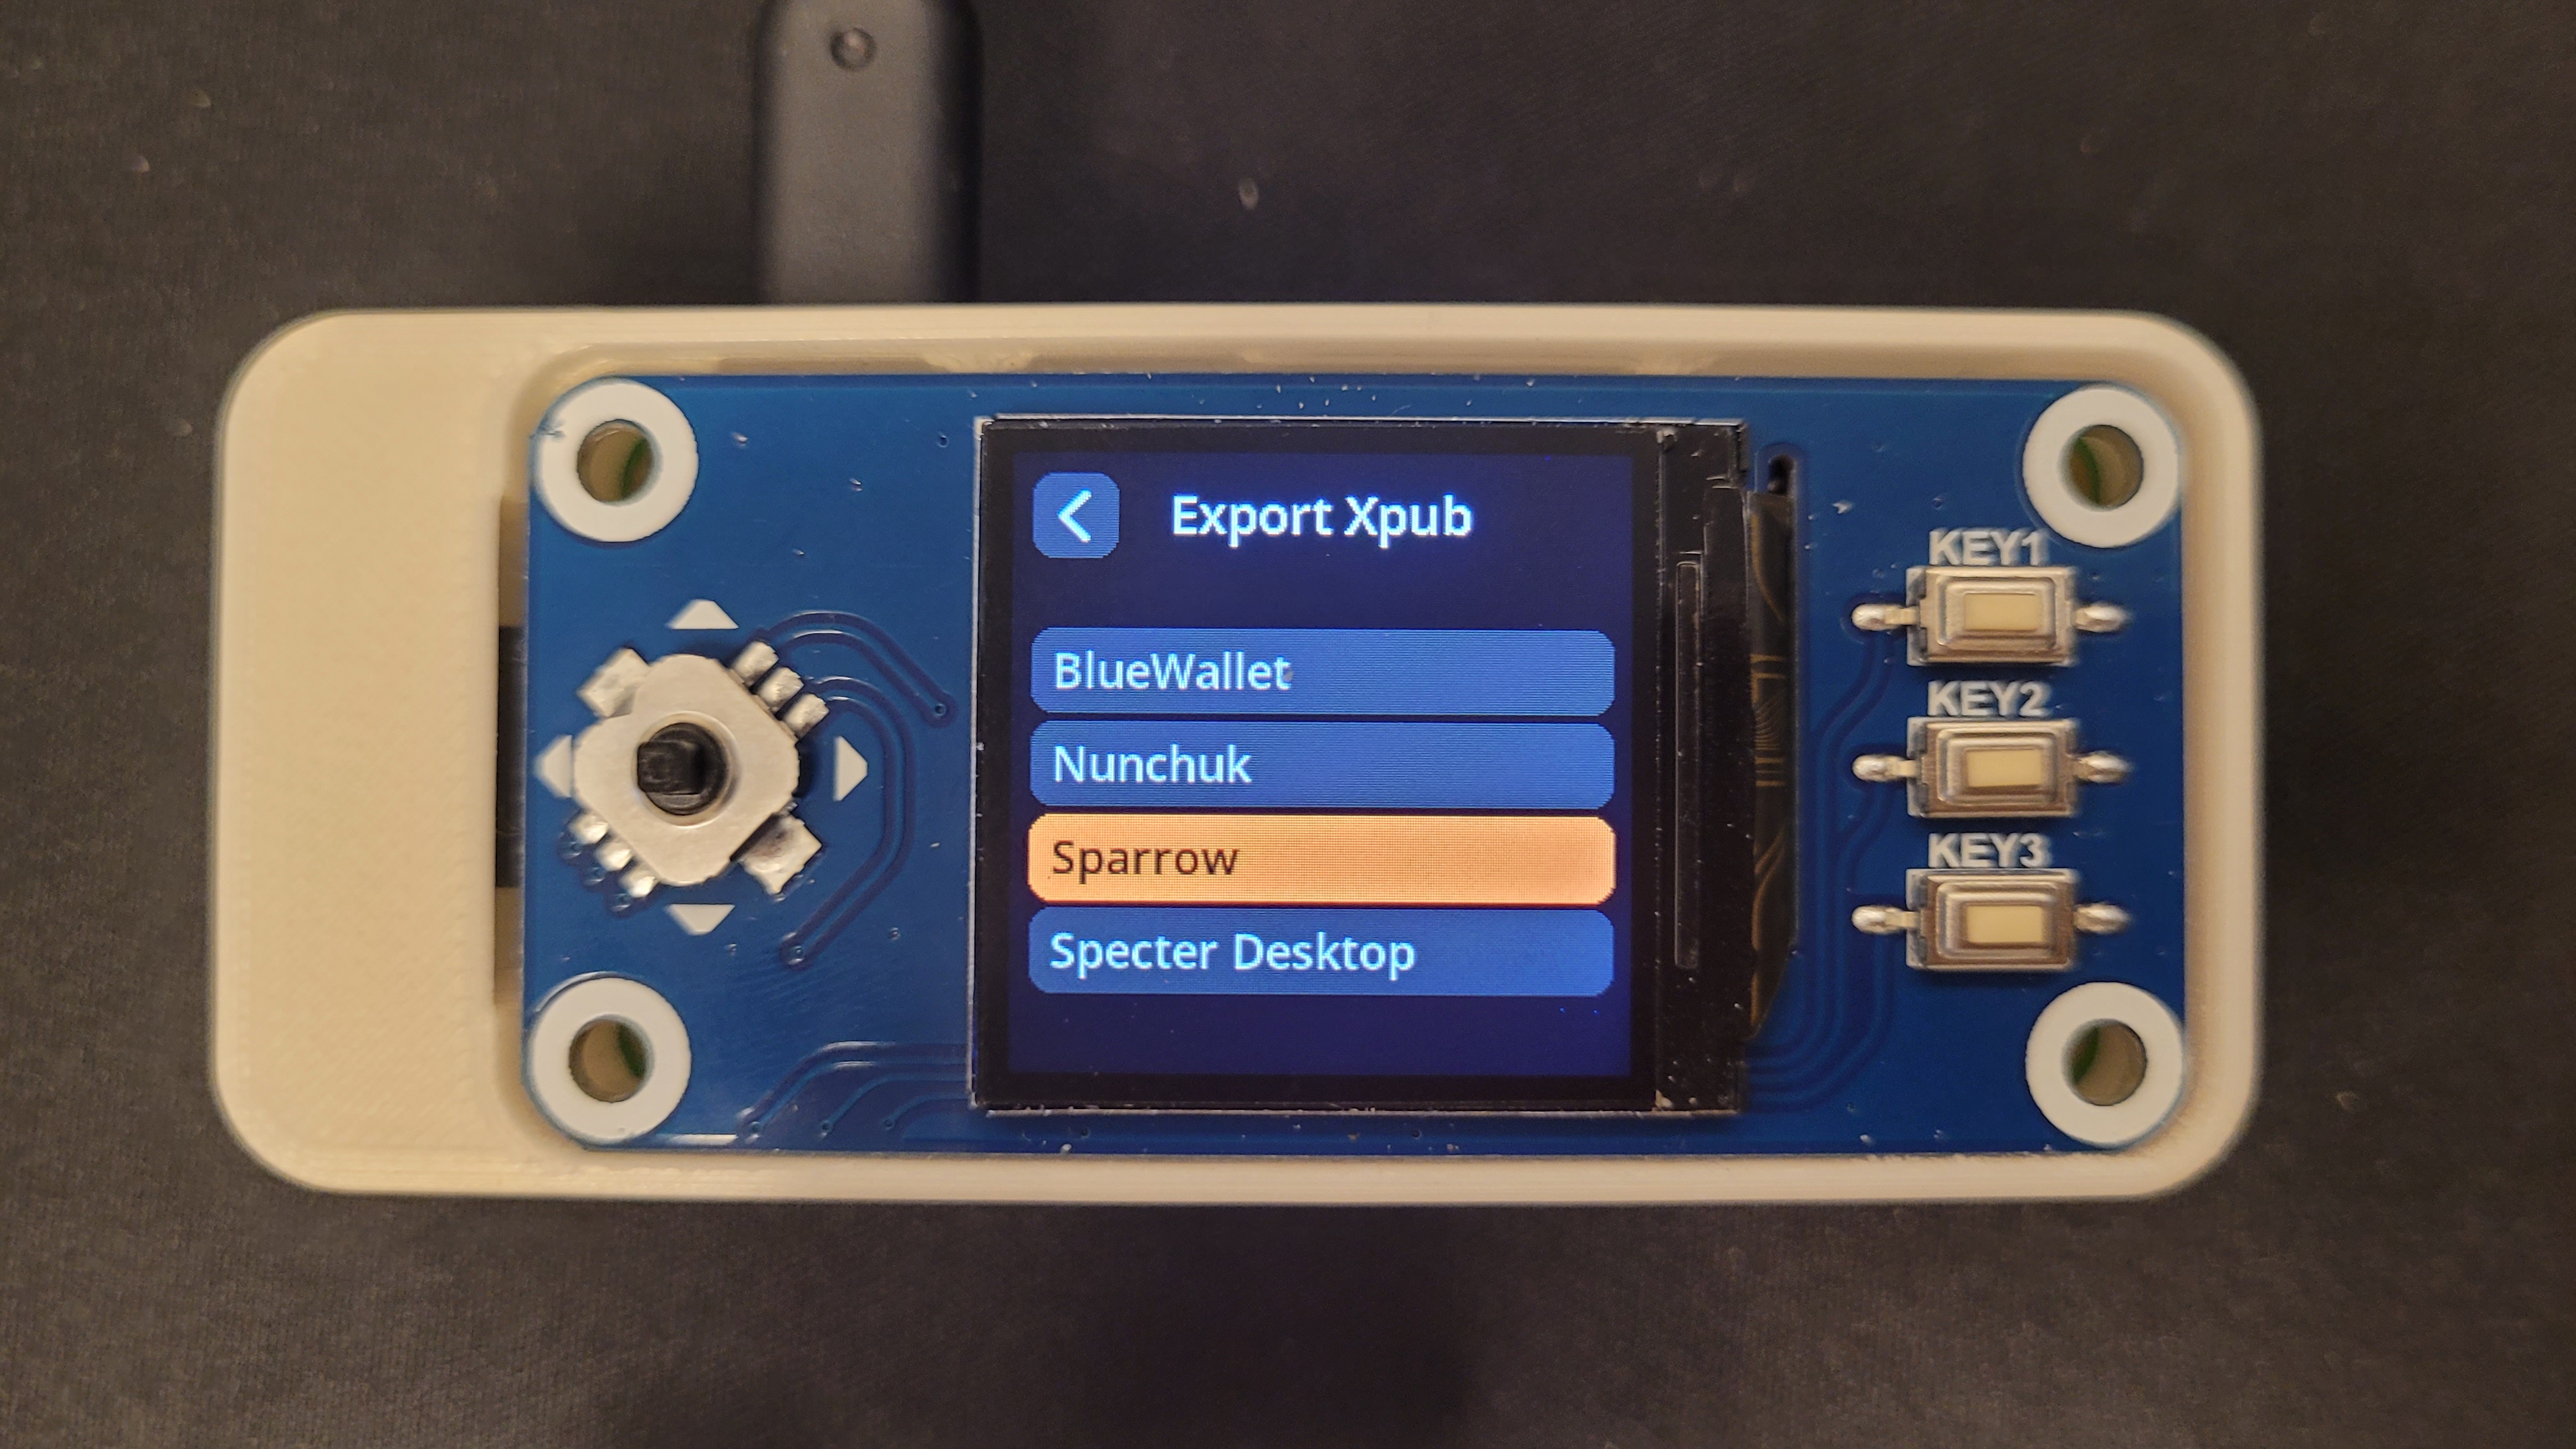 Export Xpub
BlueWallet
Nunchuk
Sparrow
Specter Desktop
KEY1
KEY2
KEY3